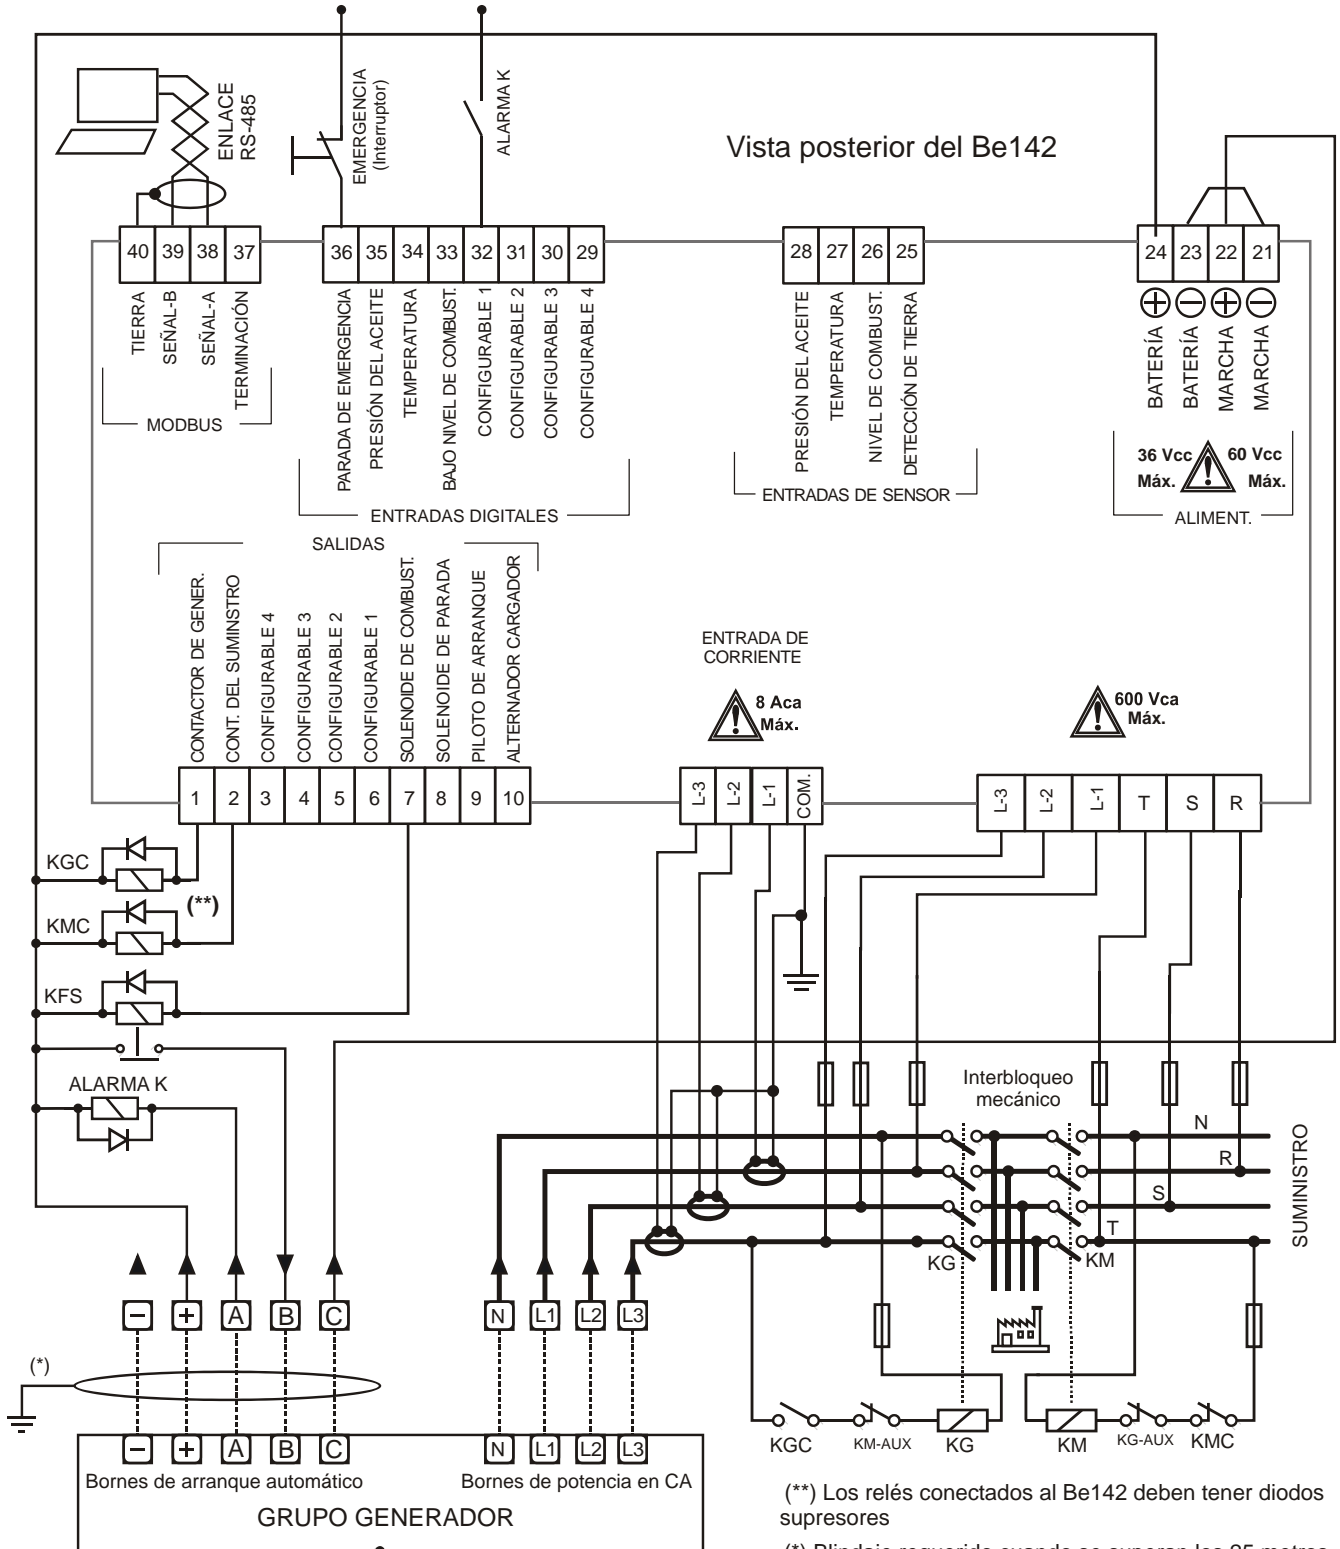 ENLACE
RS-485
EMERGENCIA
(Interruptor)
ALARMA K
Vista posterior del Be142
40 39 38 37
36 35 34 33 32 31 30 29
28 27 26 25
24 23 22 21
TIERRA
SEÑAL-B
SEÑAL-A
TERMINACIÓN
MODBUS
PARADA DE EMERGENCIA
PRESIÓN DEL ACEITE
TEMPERATURA
BAJO NIVEL DE COMBUST.
CONFIGURABLE 1
CONFIGURABLE 2
CONFIGURABLE 3
CONFIGURABLE 4
ENTRADAS DIGITALES
PRESIÓN DEL ACEITE
TEMPERATURA
NIVEL DE COMBUST.
DETECCIÓN DE TIERRA
ENTRADAS DE SENSOR
+ − + −
BATERÍA
BATERÍA
MARCHA
MARCHA
36 Vcc
Máx.
60 Vcc
Máx.
ALIMENT.
SALIDAS
CONTACTOR DE GENER.
CONT. DEL SUMINSTRO
CONFIGURABLE 4
CONFIGURABLE 3
CONFIGURABLE 2
CONFIGURABLE 1
SOLENOIDE DE COMBUST.
SOLENOIDE DE PARADA
PILOTO DE ARRANQUE
ALTERNADOR CARGADOR
1 2 3 4 5 6 7 8 9 10
ENTRADA DE
CORRIENTE
8 Aca
Máx.
L-3 L-2 L-1 COM.
600 Vca
Máx.
L-3 L-2 L-1 T S R
KGC
(**)
KMC
KFS
ALARMA K
Interbloqueo
mecánico
N
R
S
T
SUMINISTRO
KG
KM
− + A B C
N L1 L2 L3
(*)
KGC
KM-AUX
KG
KM
KG-AUX
KMC
− + A B C
N L1 L2 L3
Bornes de arranque automático
Bornes de potencia en CA
GRUPO GENERADOR
(**) Los relés conectados al Be142 deben tener diodos
supresores
(*) Blindaje requerido cuando se superan los 25 metros